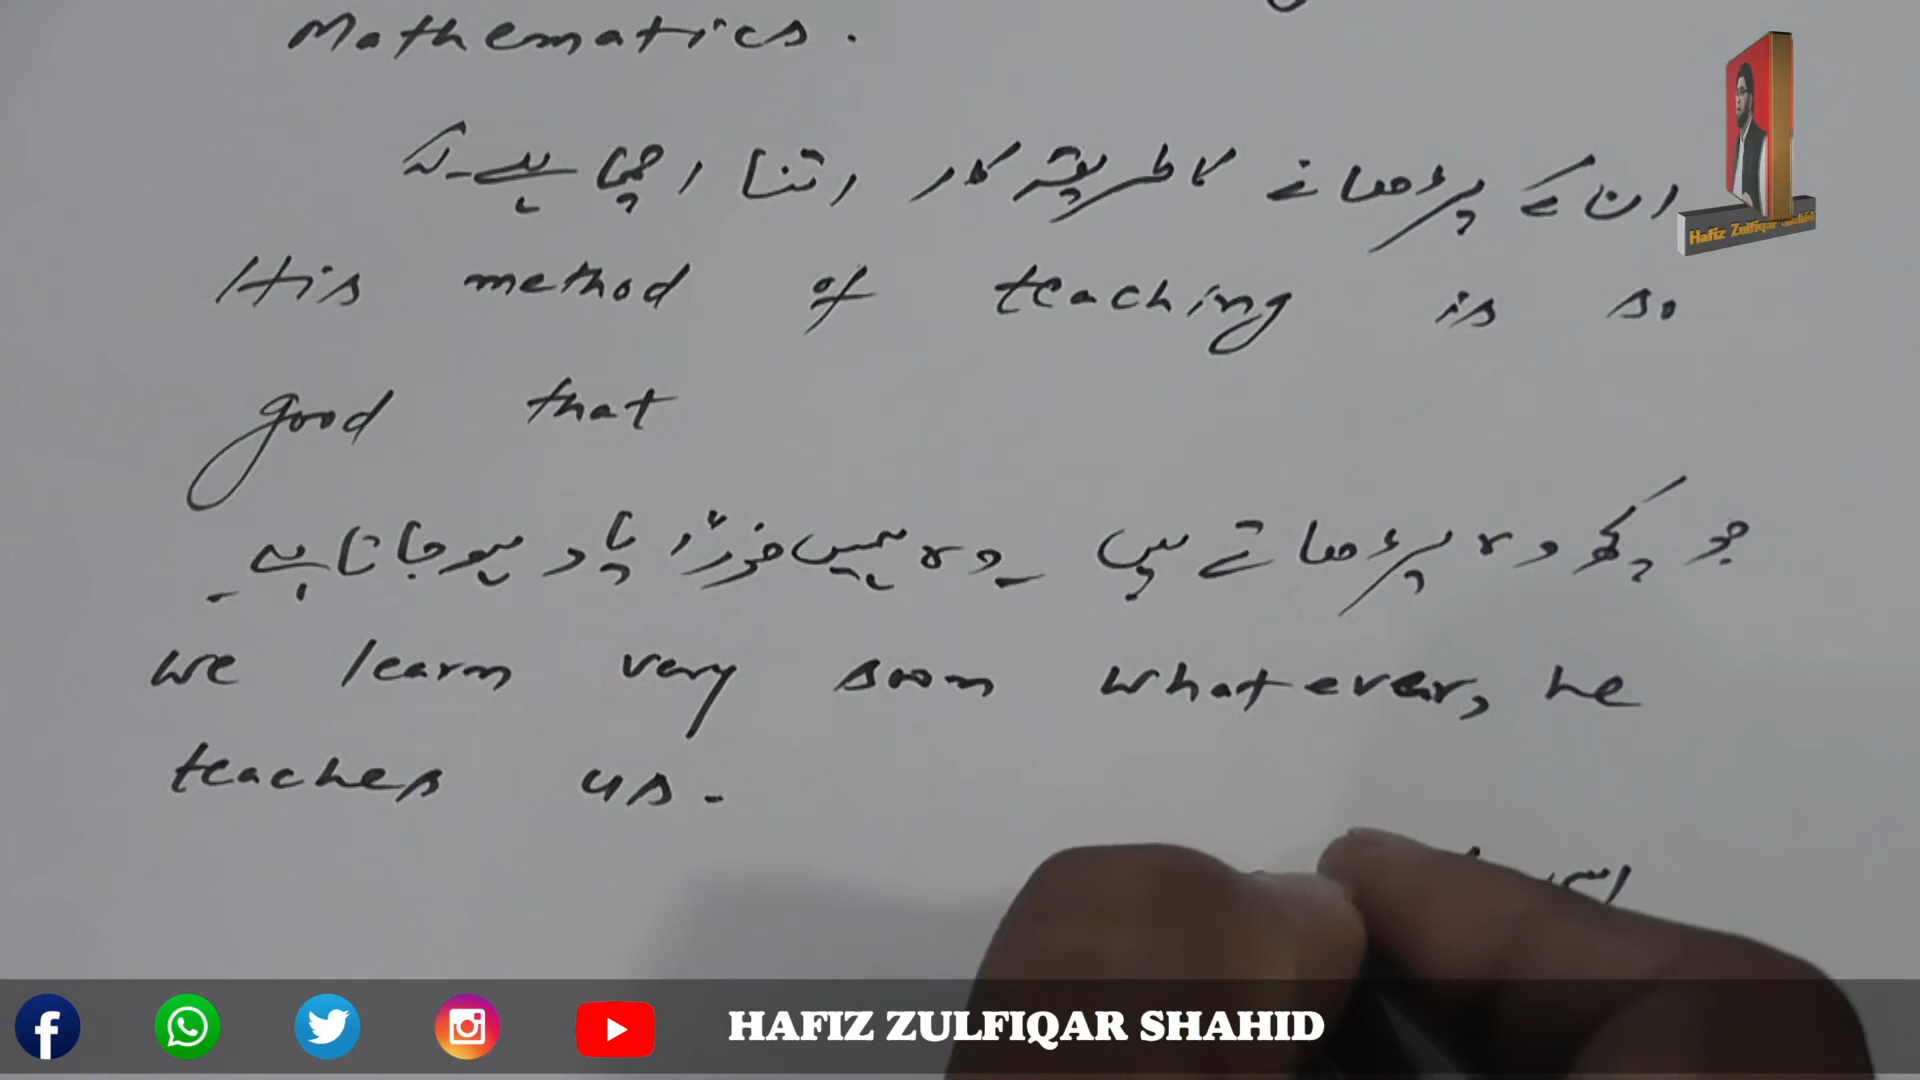 Mathematics.
ان کے پڑھانے کا طریقہ کار اتنا اچھا ہے۔ کہ
Hafiz Zulfiqar Shahid
His method of teaching is so
good that
جو کچھ وہ پڑھاتے ہیں ۔ وہ ہمیں فوراً یاد ہو جاتا ہے۔
we learn very soon whatever, he
teaches us.
HAFIZ ZULFIQAR SHAHID